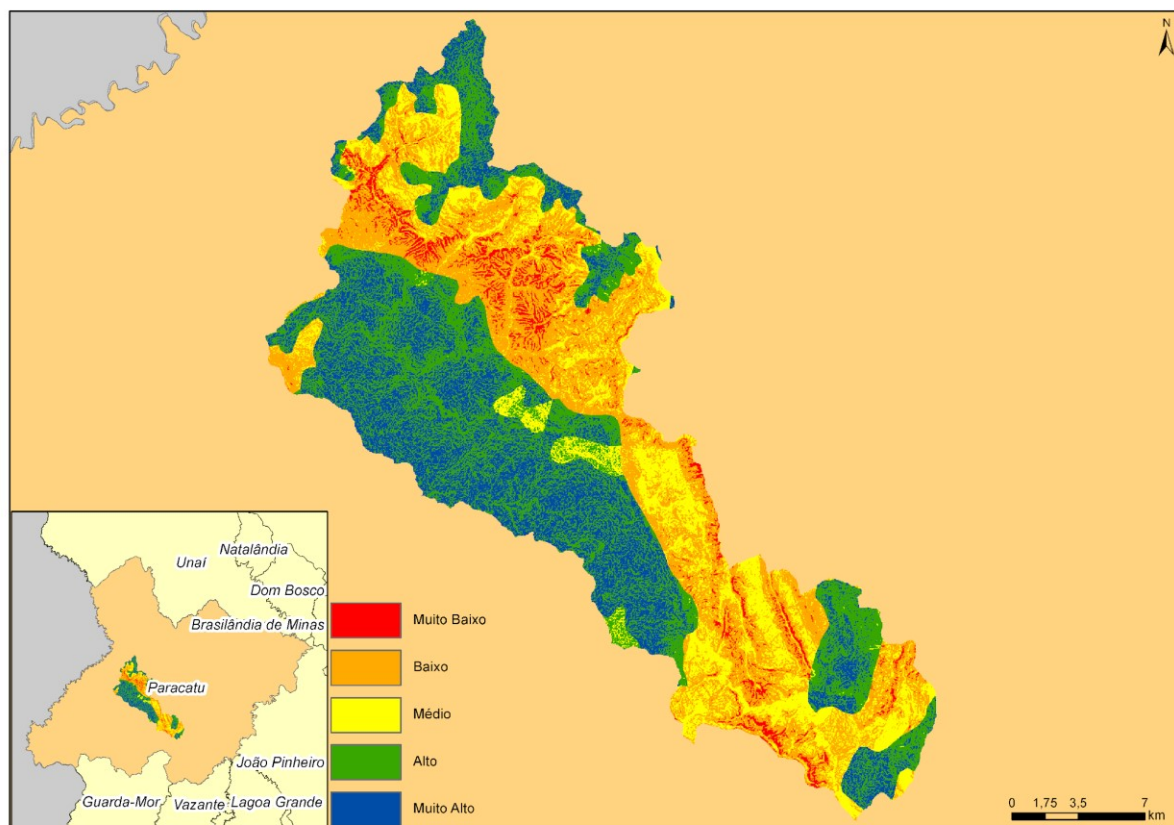 N
Natalândia
Unaí
Dom Bosco
Brasilândia de Minas
Paracatu
João Pinheiro
Guarda-Mor
Vazante
Lagoa Grande
Muito Baixo
Baixo
Médio
Alto
Muito Alto
0 1,75 3,5 7
km